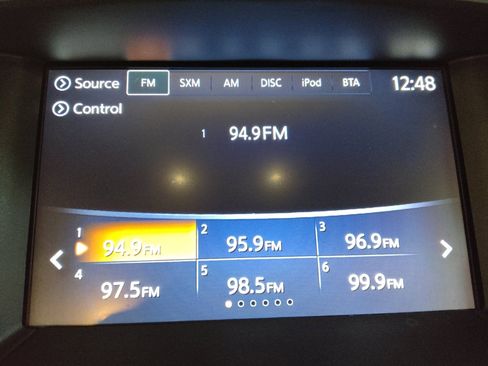 Source FM SXM AM DISC iPod BTA 12:48
Control
1 94.9FM
1 94.9FM 2 95.9FM 3 96.9FM
4 97.5FM 5 98.5FM 6 99.9FM